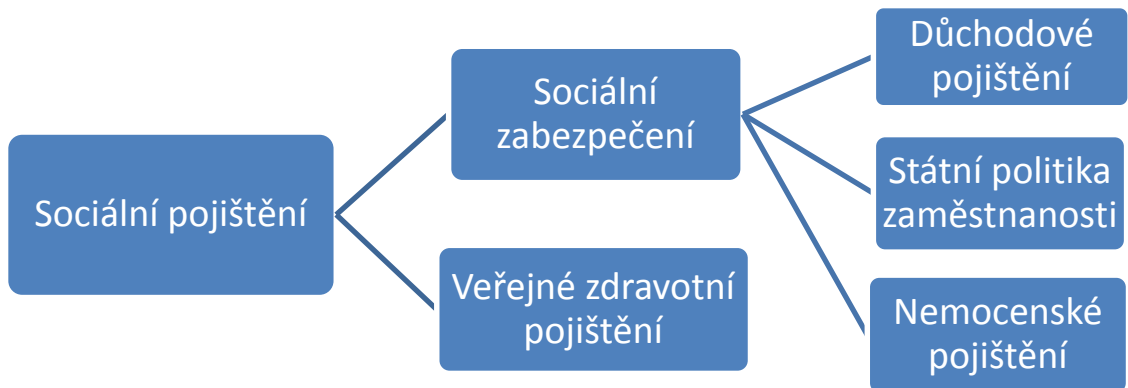 Sociální pojištění
Sociální
zabezpečení
Veřejné zdravotní
pojištění
Důchodové
pojištění
Státní politika
zaměstnanosti
Nemocenské
pojištění